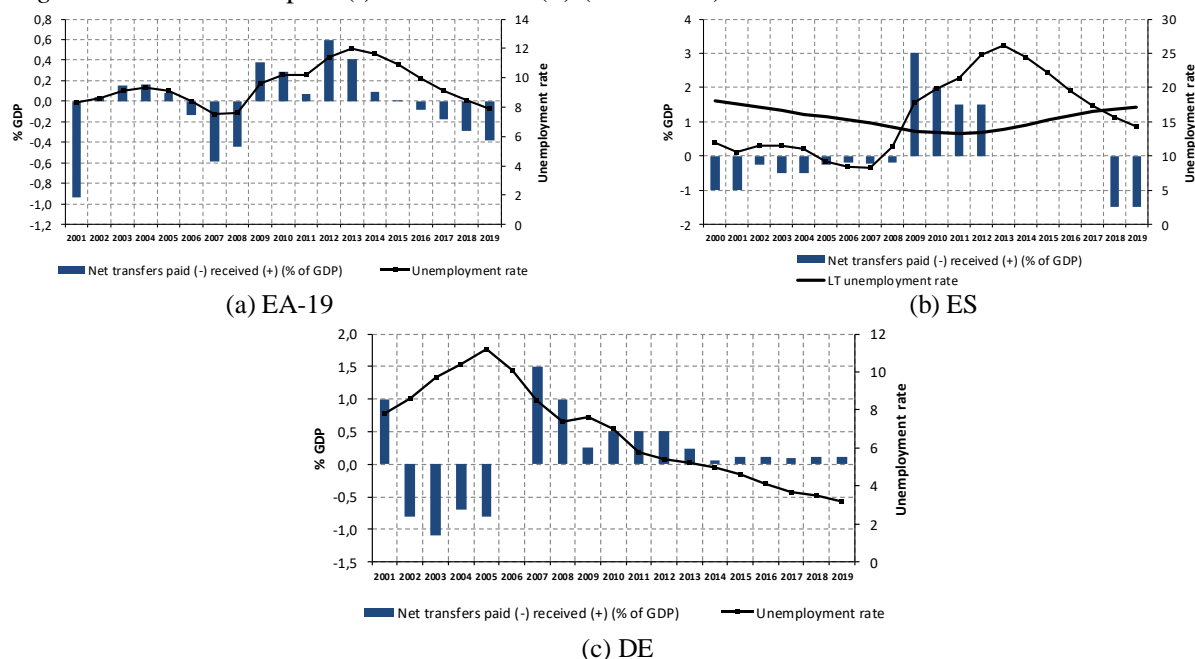 0,8
0,6
0,4
0,2
0,0
-0,2
-0,4
-0,6
-0,8
-1,0
-1,2
% GDP
14
12
10
8
6
4
2
0
Unemployment rate
2001 2002 2003 2004 2005 2006 2007 2008 2009 2010 2011 2012 2013 2014 2015 2016 2017 2018 2019
Net transfers paid (-) received (+) (% of GDP)
Unemployment rate
(a) EA-19
4
3
2
1
0
-1
-2
% GDP
30
25
20
15
10
5
0
Unemployment rate
2000 2001 2002 2003 2004 2005 2006 2007 2008 2009 2010 2011 2012 2013 2014 2015 2016 2017 2018 2019
Net transfers paid (-) received (+) (% of GDP)
LT unemployment rate
(b) ES
2,0
1,5
1,0
0,5
0,0
-0,5
-1,0
-1,5
% GDP
12
10
8
6
4
2
0
Unemployment rate
2001 2002 2003 2004 2005 2006 2007 2008 2009 2010 2011 2012 2013 2014 2015 2016 2017 2018 2019
Net transfers paid (-) received (+) (% of GDP)
Unemployment rate
(c) DE